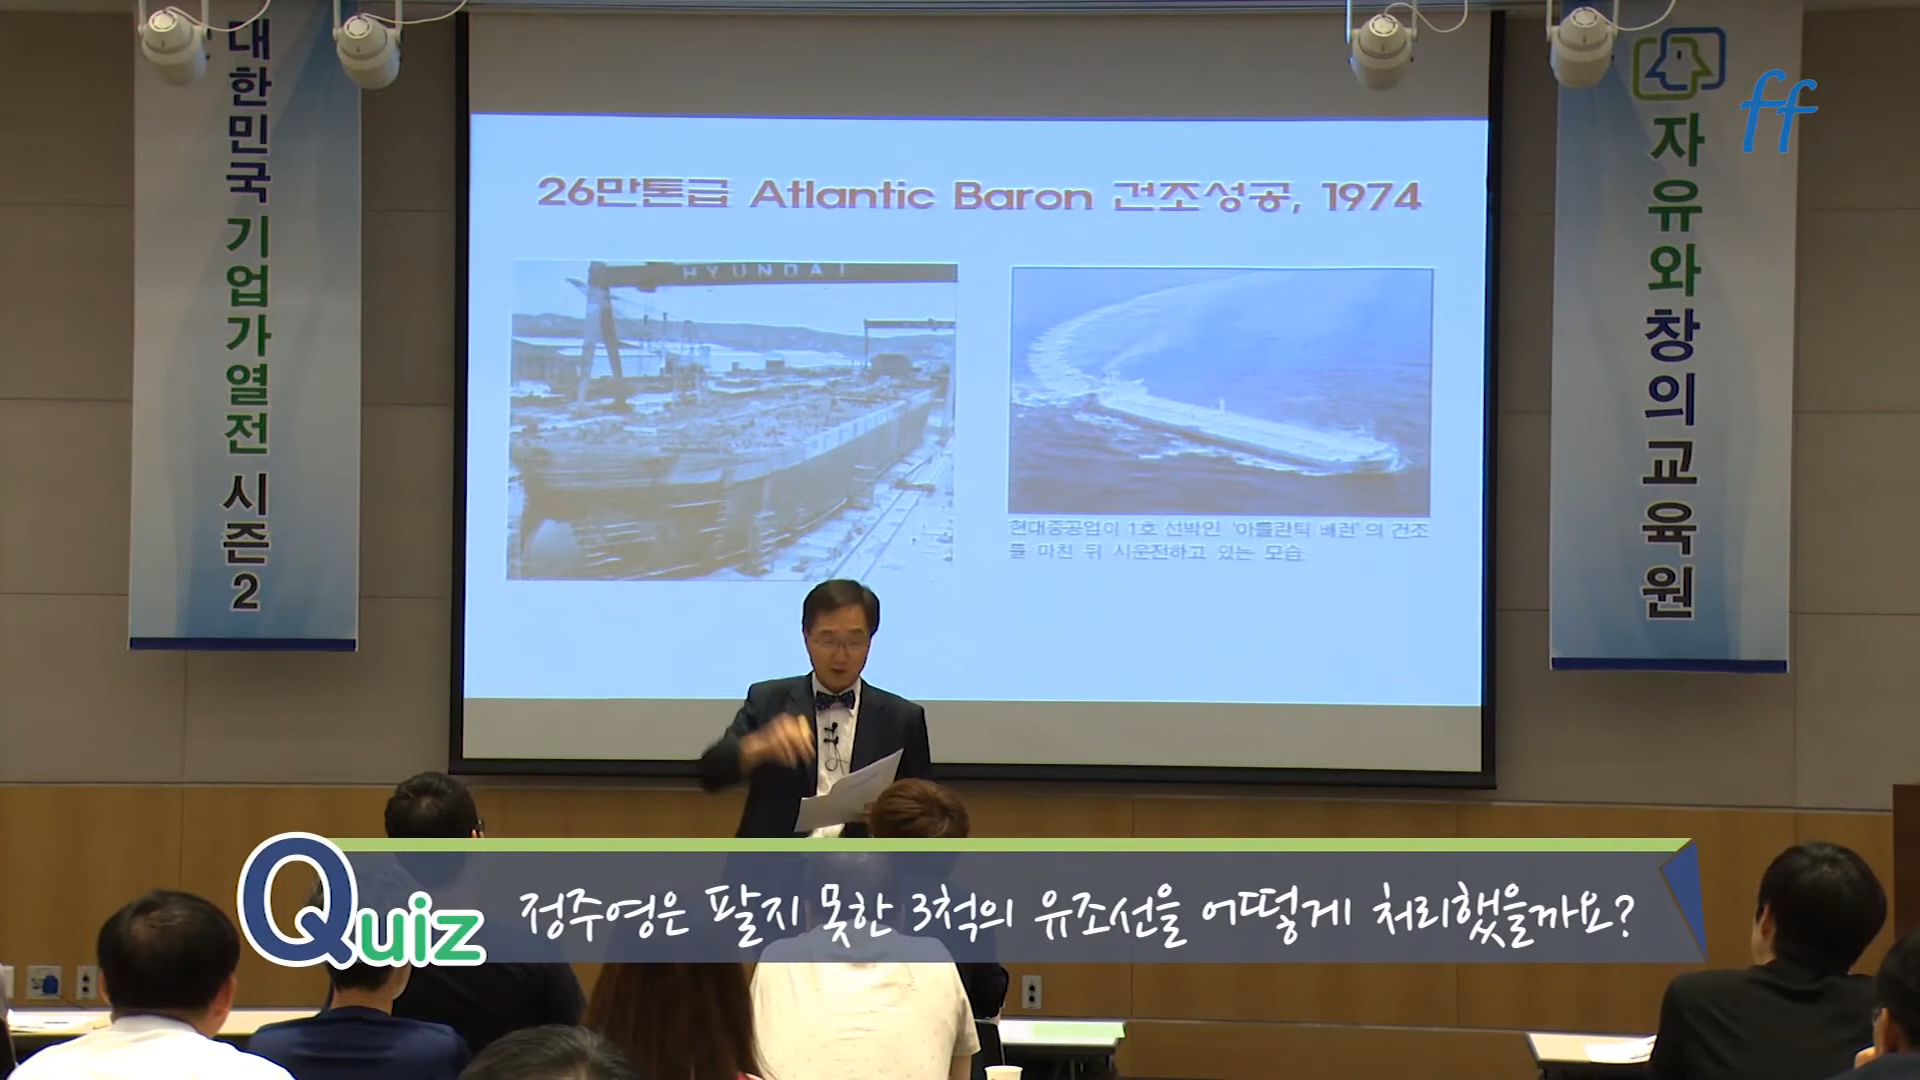 대한민국 기업가열전 시즌2
자유와창의교육원
ff
26만톤급 Atlantic Baron 건조성공, 1974
HYUNDAI
현대중공업이 1호 선박인 '아틀란틱 배런'의 건조
를 마친 뒤 시운전하고 있는 모습
Quiz 정주영은 팔지 못한 3척의 유조선을 어떻게 처리했을까요?